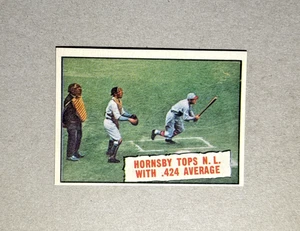 HORNSBY TOPS N. L.
WITH .424 AVERAGE